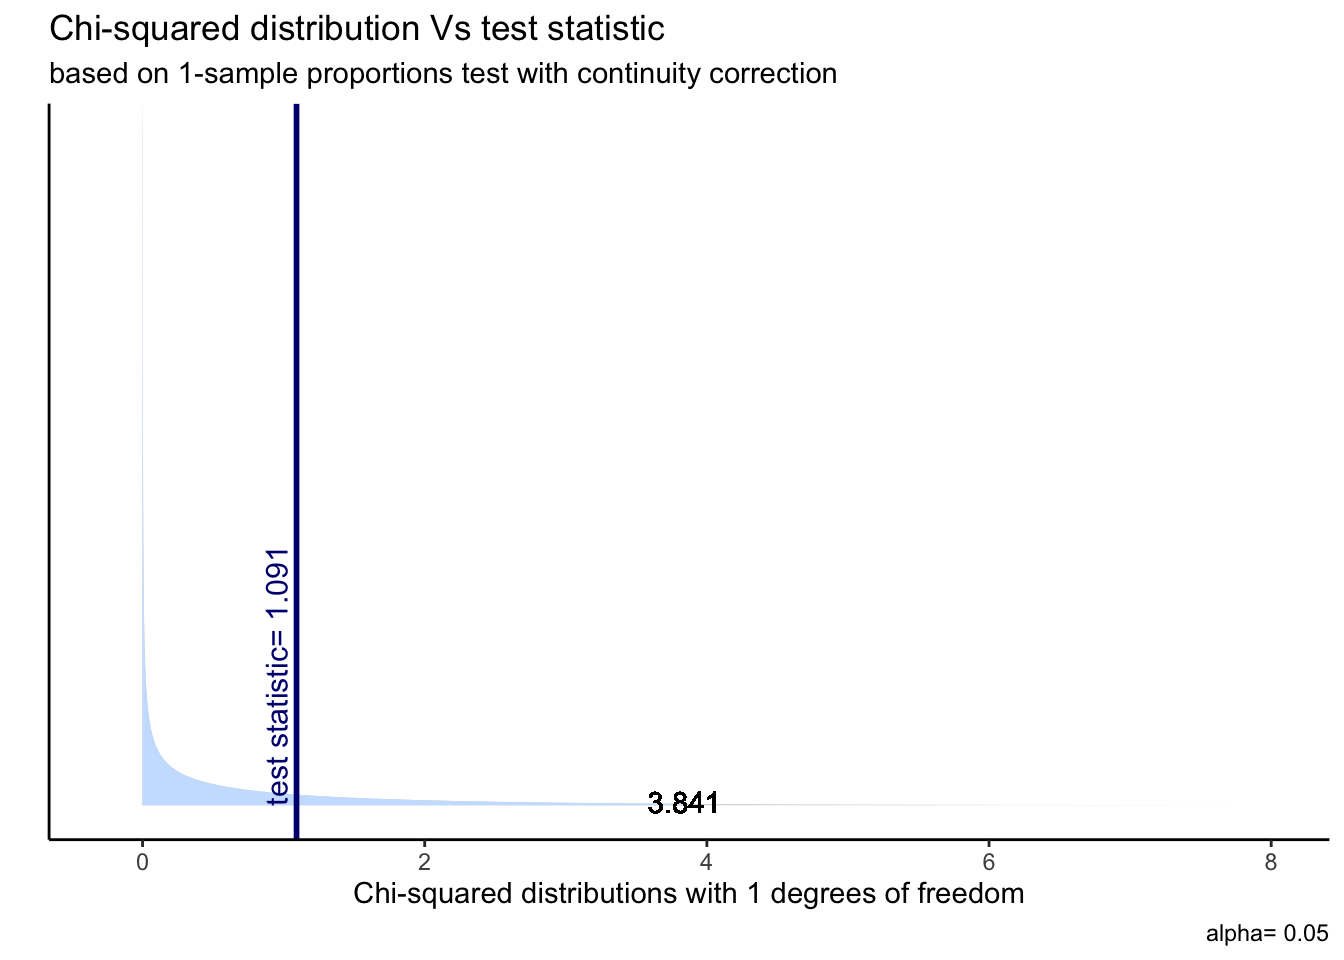 Chi-squared distribution Vs test statistic
based on 1-sample proportions test with continuity correction
test statistic= 1.091
3.841
0 2 4 6 8
Chi-squared distributions with 1 degrees of freedom
alpha= 0.05